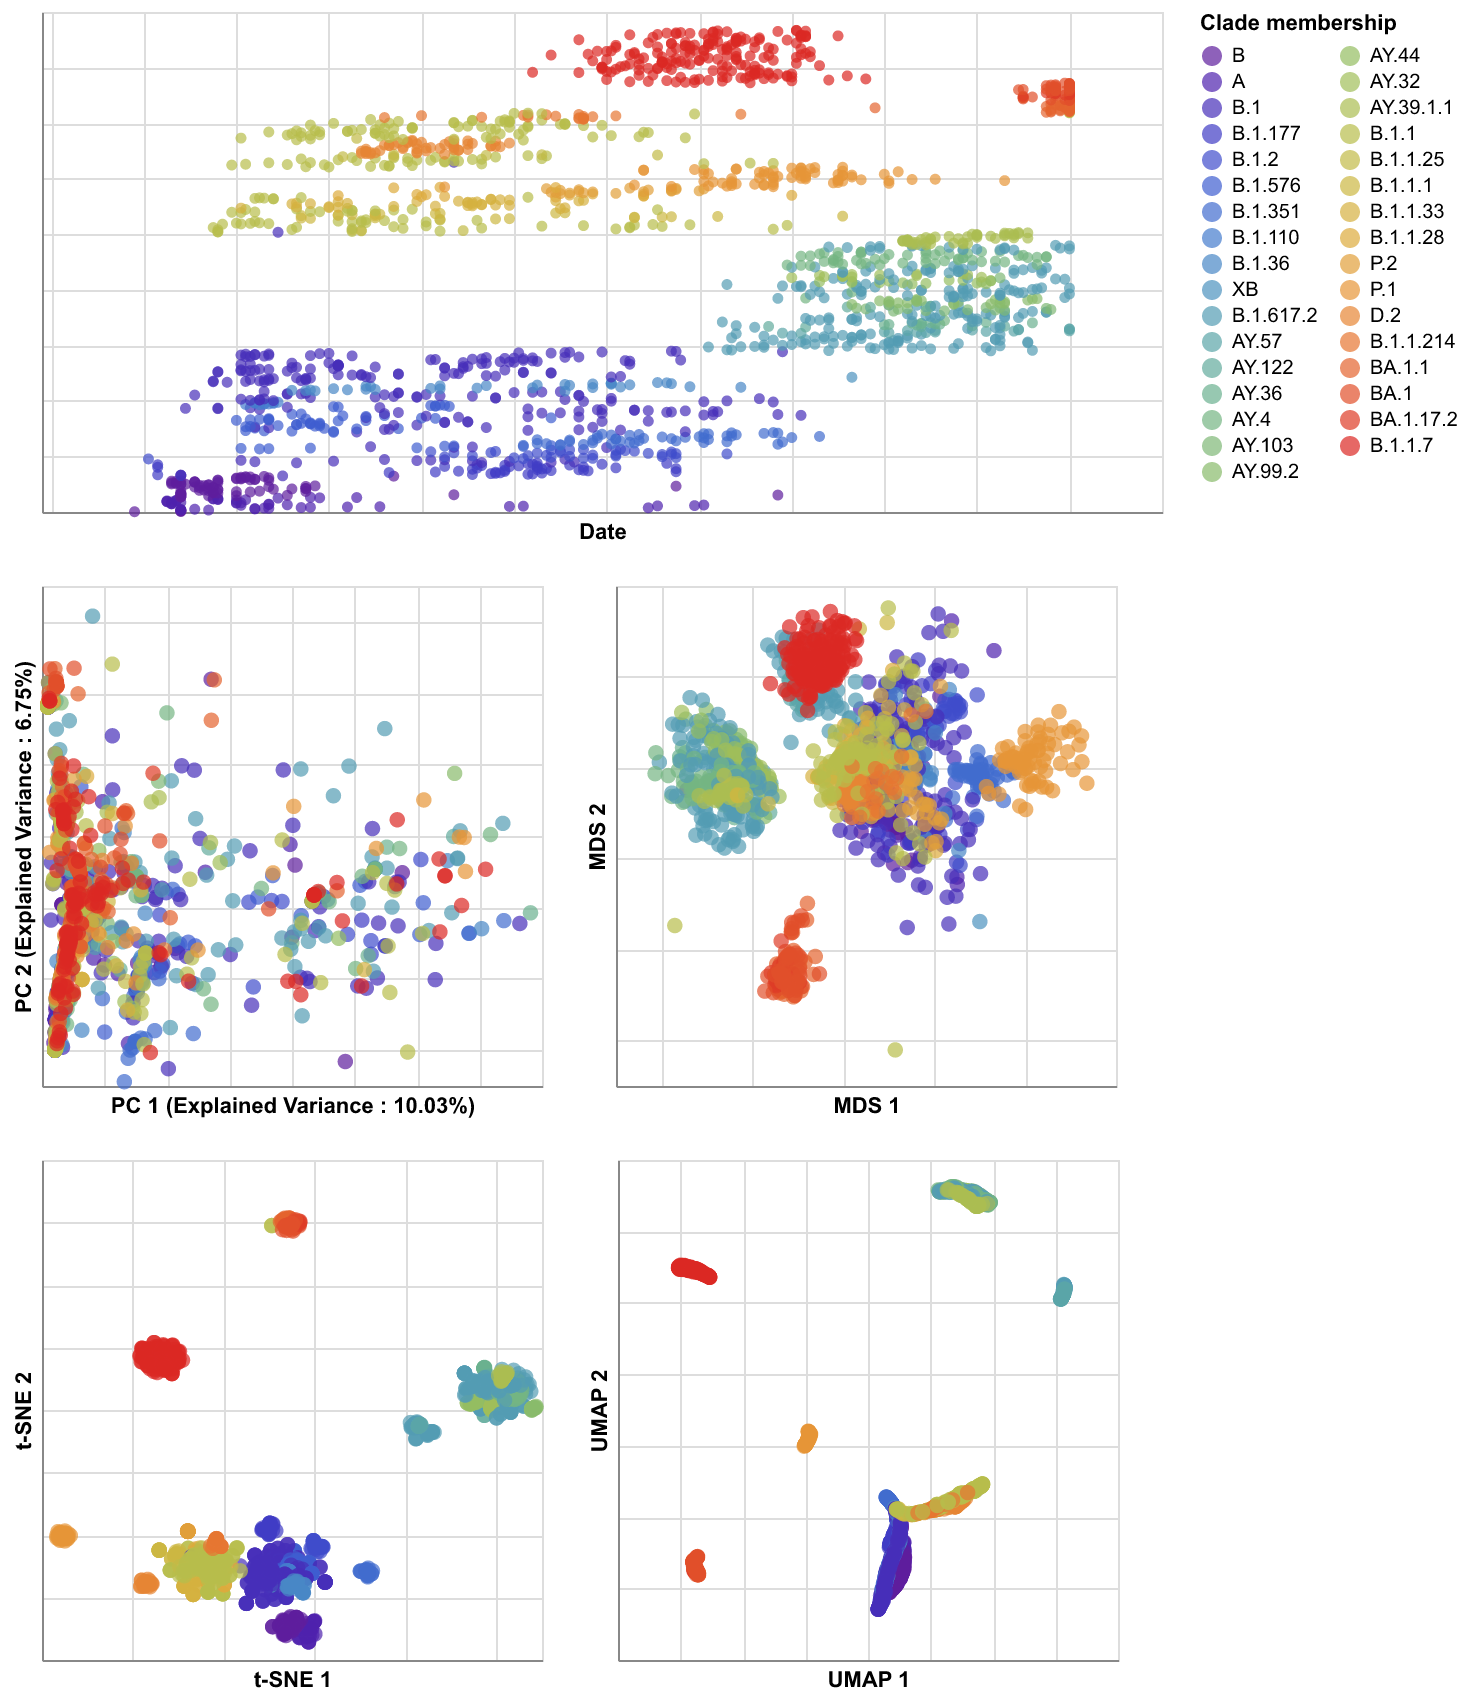 Clade membership
B
A
B.1
B.1.177
B.1.2
B.1.576
B.1.351
B.1.110
B.1.36
XB
B.1.617.2
AY.57
AY.122
AY.36
AY.4
AY.103
AY.99.2
AY.44
AY.32
AY.39.1.1
B.1.1
B.1.1.25
B.1.1.1
B.1.1.33
B.1.1.28
P.2
P.1
D.2
B.1.1.214
BA.1.1
BA.1
BA.1.17.2
B.1.1.7
Date
PC 2 (Explained Variance : 6.75%)
PC 1 (Explained Variance : 10.03%)
MDS 2
MDS 1
t-SNE 2
t-SNE 1
UMAP 2
UMAP 1